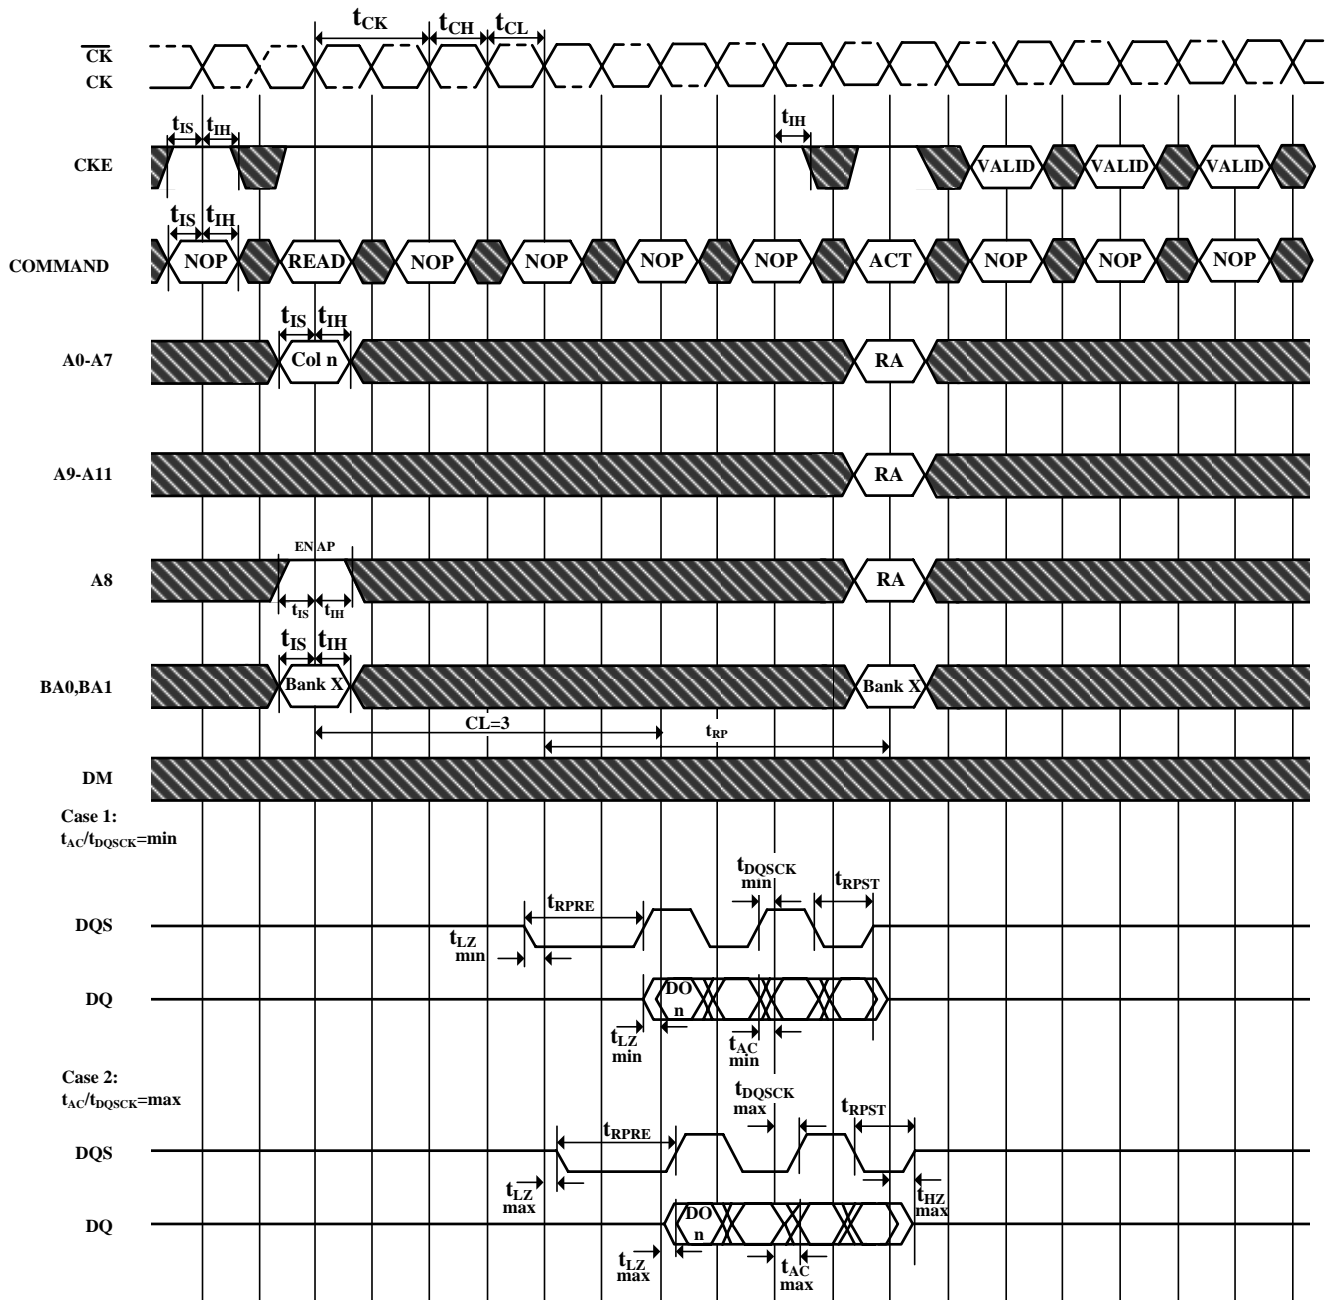 tCK tCH tCL
CK
CK
tIS tIH tIH
CKE VALID VALID VALID
tIS tIH
COMMAND NOP READ NOP NOP NOP NOP ACT NOP NOP NOP
tIS tIH
A0-A7 Col n RA
A9-A11 RA
EN AP
A8 RA
tIS tIH
tIS tIH
BA0,BA1 Bank X Bank X
CL=3
tRP
DM
Case 1:
tAC/tDQSCK=min
tDQSCK
min
tRPST
tRPRE
DQS
tLZ
min
DQ DO
n
tLZ
min
tAC
min
Case 2:
tAC/tDQSCK=max
tDQSCK
max
tRPST
tRPRE
DQS
tLZ
max
tHZ
max
DQ DO
n
tLZ
max
tAC
max